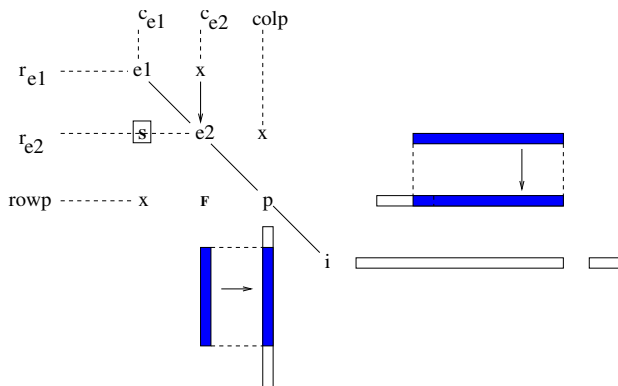 c_e1 c_e2 colp
r_e1 e1 x
r_e2 s e2 x
rowp x F p
i